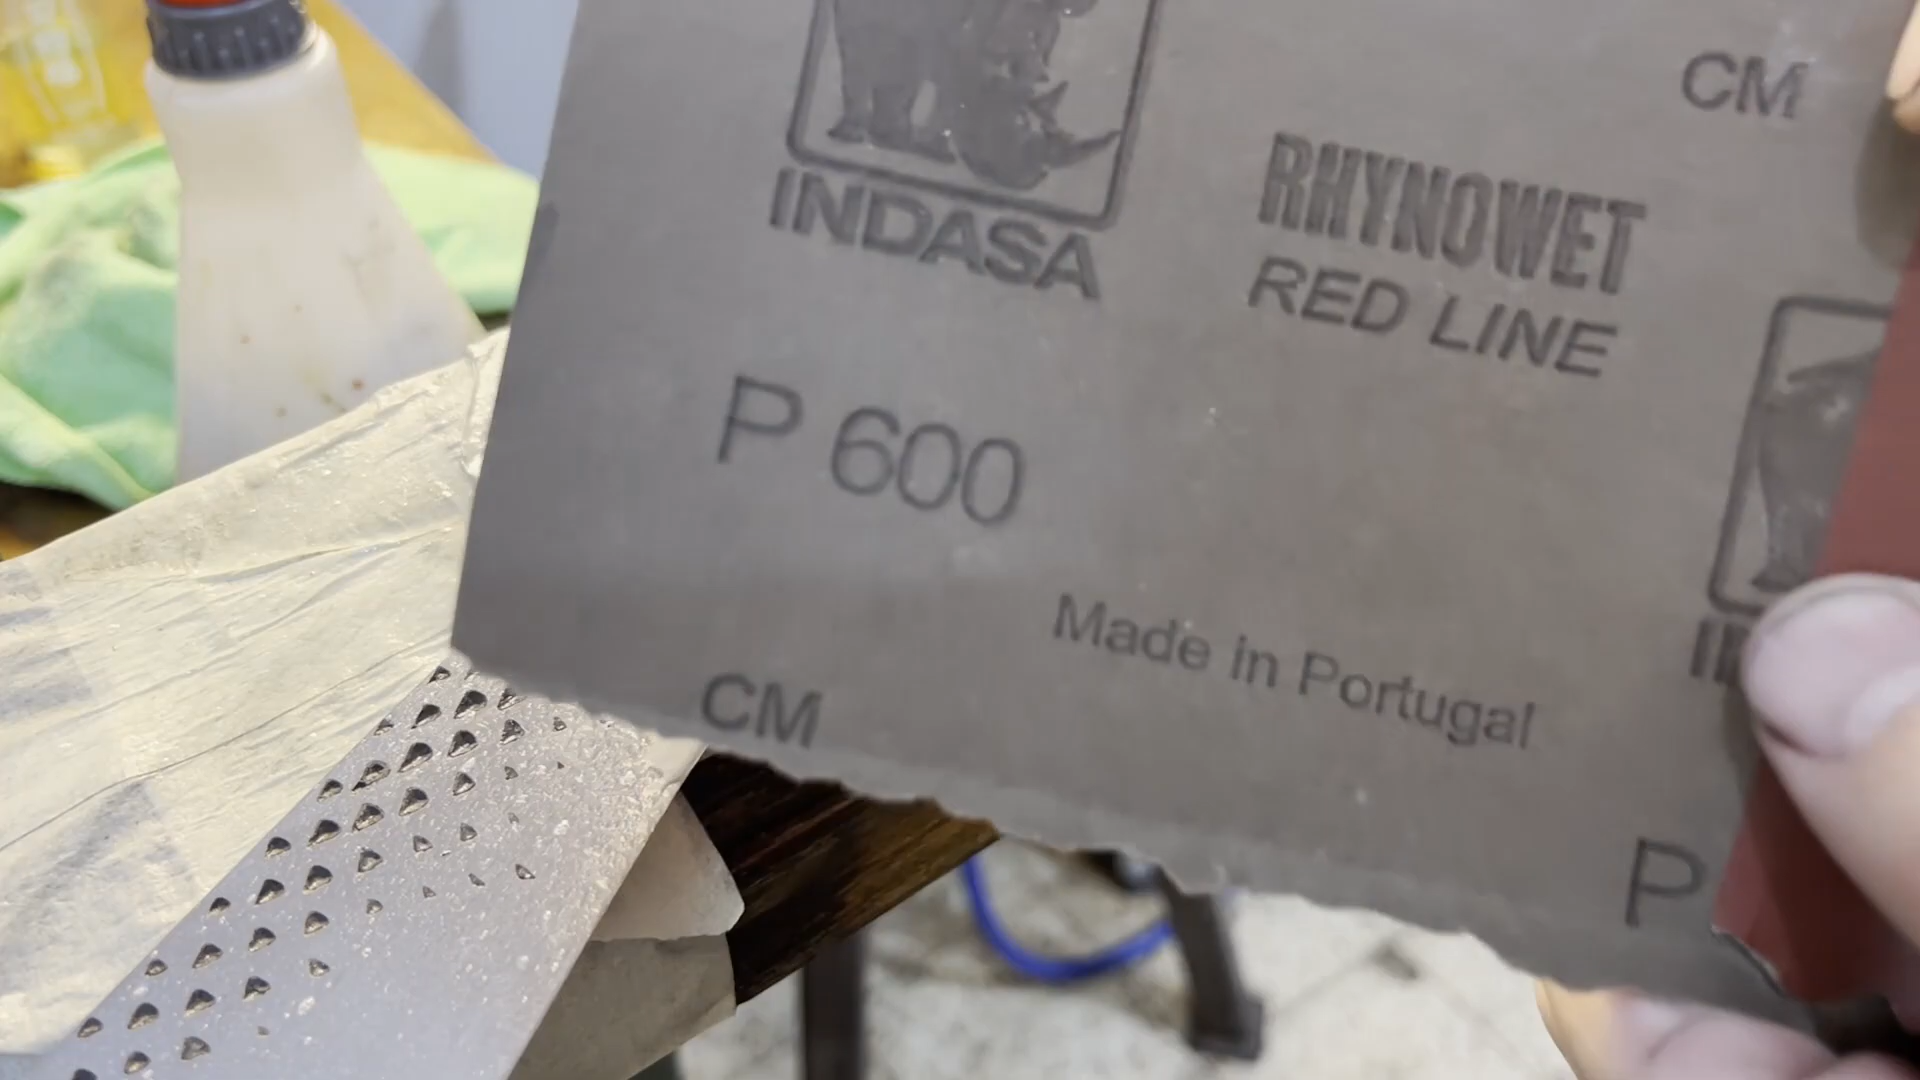 CM
RHYNOWET
RED LINE
INDASA
P 600
Made in Portugal
CM
P